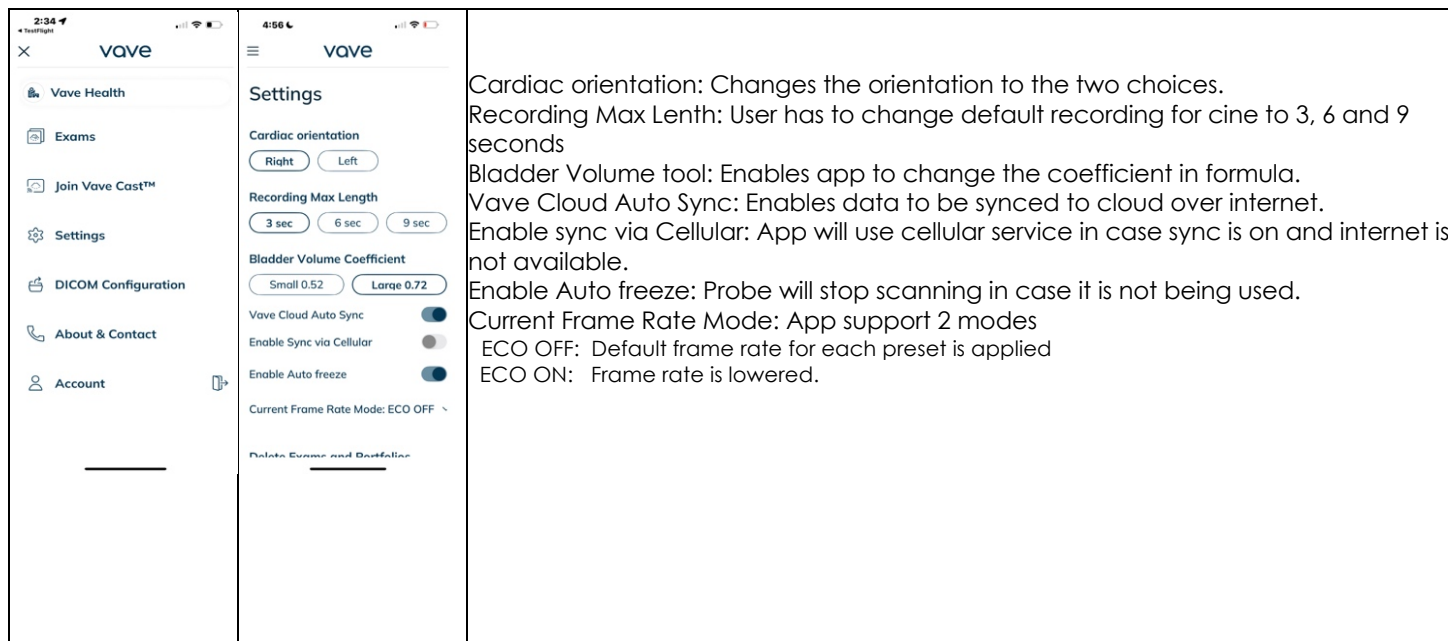 2:34
◂ TestFlight
vave
Vave Health
Exams
Join Vave Cast™
Settings
DICOM Configuration
About & Contact
Account
4:56
vave
Settings
Cardiac orientation
Right Left
Recording Max Length
3 sec 6 sec 9 sec
Bladder Volume Coefficient
Small 0.52 Large 0.72
Vave Cloud Auto Sync
Enable Sync via Cellular
Enable Auto freeze
Current Frame Rate Mode: ECO OFF
Delete Exams and Portfolios
Cardiac orientation: Changes the orientation to the two choices.
Recording Max Lenth: User has to change default recording for cine to 3, 6 and 9
seconds
Bladder Volume tool: Enables app to change the coefficient in formula.
Vave Cloud Auto Sync: Enables data to be synced to cloud over internet.
Enable sync via Cellular: App will use cellular service in case sync is on and internet is
not available.
Enable Auto freeze: Probe will stop scanning in case it is not being used.
Current Frame Rate Mode: App support 2 modes
ECO OFF: Default frame rate for each preset is applied
ECO ON: Frame rate is lowered.